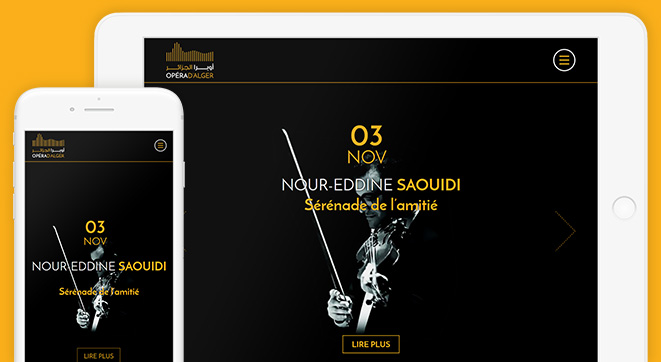 أوبرا الجزائر
OPÉRA D'ALGER
03
NOV
NOUR-EDDINE SAOUIDI
Sérénade de l'amitié
LIRE PLUS
أوبرا الجزائر
OPÉRA D'ALGER
03
NOV
NOUR-EDDINE SAOUIDI
Sérénade de l'amitié
LIRE PLUS